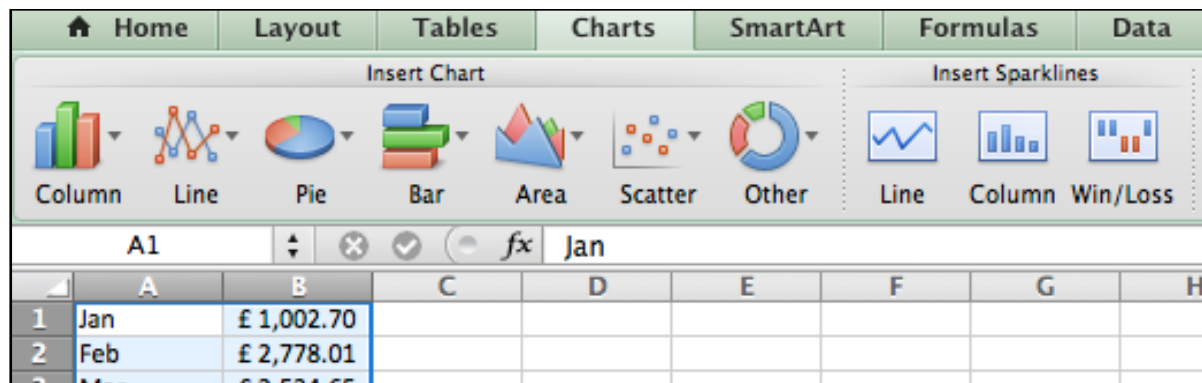 Home Layout Tables Charts SmartArt Formulas Data
Insert Chart Insert Sparklines
Column Line Pie Bar Area Scatter Other Line Column Win/Loss
A1 fx Jan
A B C D E F G H
1 Jan £ 1,002.70
2 Feb £ 2,778.01